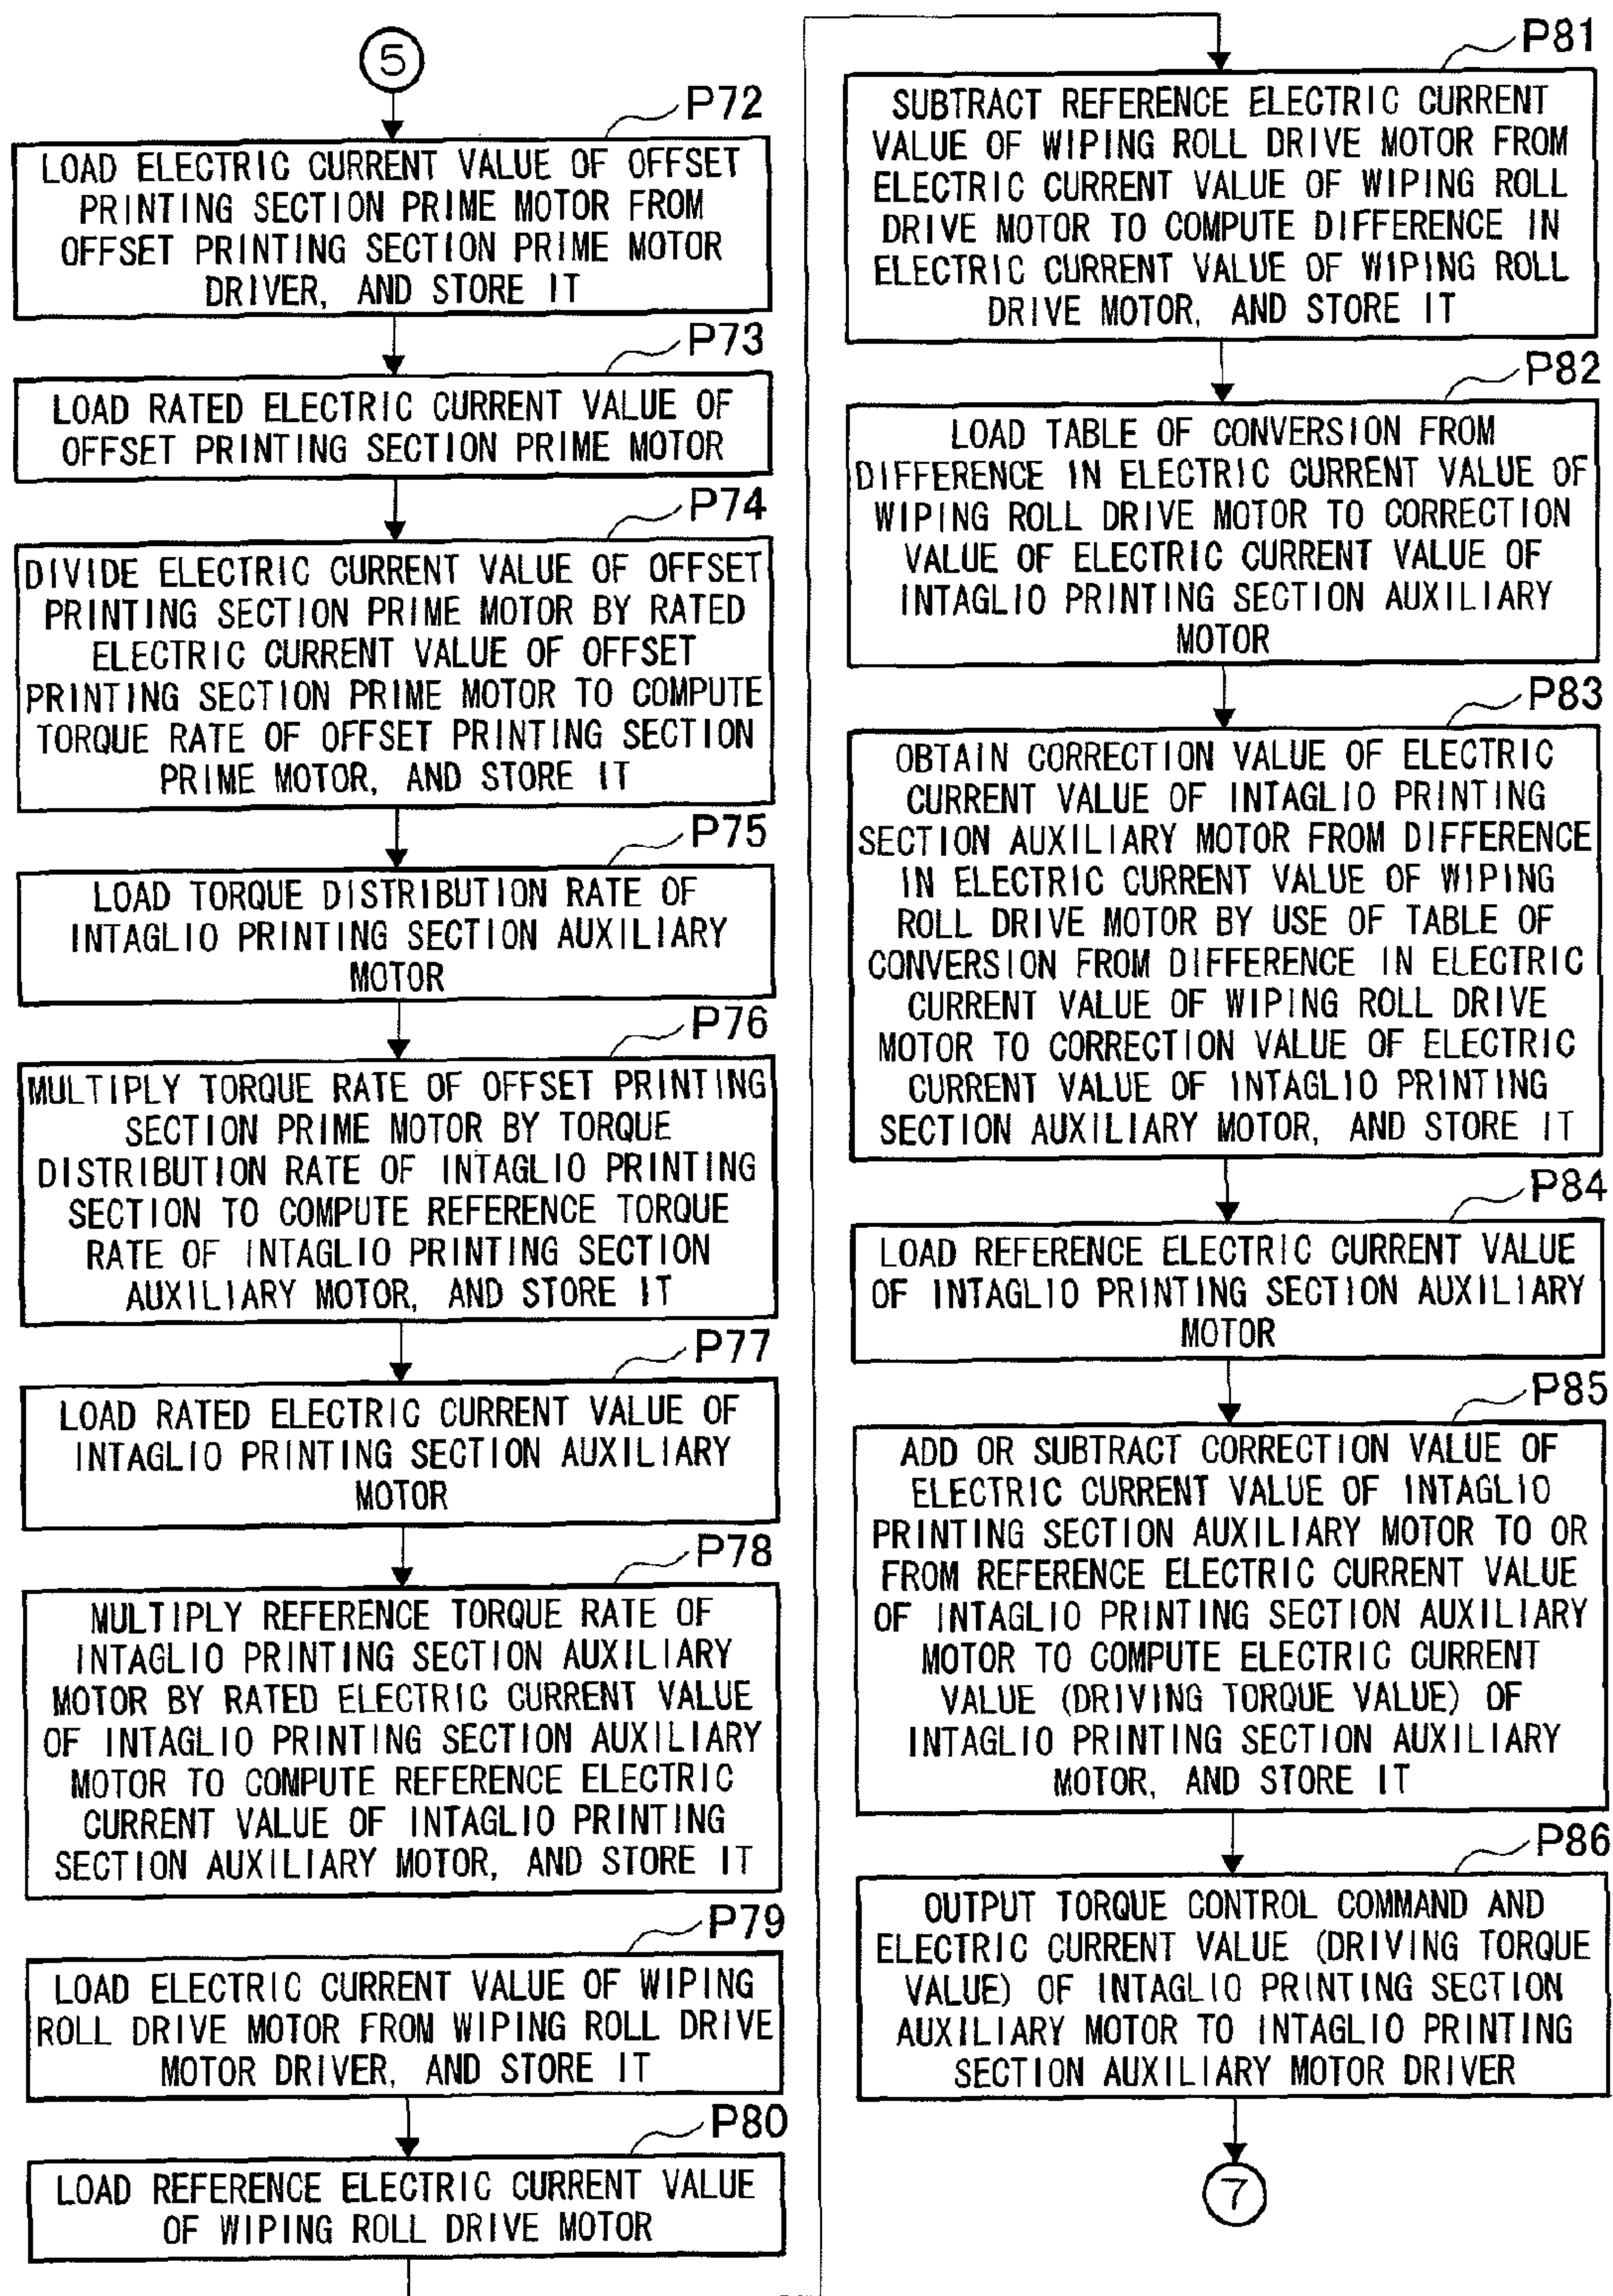 5
P72
LOAD ELECTRIC CURRENT VALUE OF OFFSET
PRINTING SECTION PRIME MOTOR FROM
OFFSET PRINTING SECTION PRIME MOTOR
DRIVER, AND STORE IT
P73
LOAD RATED ELECTRIC CURRENT VALUE OF
OFFSET PRINTING SECTION PRIME MOTOR
P74
DIVIDE ELECTRIC CURRENT VALUE OF OFFSET
PRINTING SECTION PRIME MOTOR BY RATED
ELECTRIC CURRENT VALUE OF OFFSET
PRINTING SECTION PRIME MOTOR TO COMPUTE
TORQUE RATE OF OFFSET PRINTING SECTION
PRIME MOTOR, AND STORE IT
P75
LOAD TORQUE DISTRIBUTION RATE OF
INTAGLIO PRINTING SECTION AUXILIARY
MOTOR
P76
MULTIPLY TORQUE RATE OF OFFSET PRINTING
SECTION PRIME MOTOR BY TORQUE
DISTRIBUTION RATE OF INTAGLIO PRINTING
SECTION TO COMPUTE REFERENCE TORQUE
RATE OF INTAGLIO PRINTING SECTION
AUXILIARY MOTOR, AND STORE IT
P77
LOAD RATED ELECTRIC CURRENT VALUE OF
INTAGLIO PRINTING SECTION AUXILIARY
MOTOR
P78
MULTIPLY REFERENCE TORQUE RATE OF
INTAGLIO PRINTING SECTION AUXILIARY
MOTOR BY RATED ELECTRIC CURRENT VALUE
OF INTAGLIO PRINTING SECTION AUXILIARY
MOTOR TO COMPUTE REFERENCE ELECTRIC
CURRENT VALUE OF INTAGLIO PRINTING
SECTION AUXILIARY MOTOR, AND STORE IT
P79
LOAD ELECTRIC CURRENT VALUE OF WIPING
ROLL DRIVE MOTOR FROM WIPING ROLL DRIVE
MOTOR DRIVER, AND STORE IT
P80
LOAD REFERENCE ELECTRIC CURRENT VALUE
OF WIPING ROLL DRIVE MOTOR
P81
SUBTRACT REFERENCE ELECTRIC CURRENT
VALUE OF WIPING ROLL DRIVE MOTOR FROM
ELECTRIC CURRENT VALUE OF WIPING ROLL
DRIVE MOTOR TO COMPUTE DIFFERENCE IN
ELECTRIC CURRENT VALUE OF WIPING ROLL
DRIVE MOTOR, AND STORE IT
P82
LOAD TABLE OF CONVERSION FROM
DIFFERENCE IN ELECTRIC CURRENT VALUE OF
WIPING ROLL DRIVE MOTOR TO CORRECTION
VALUE OF ELECTRIC CURRENT VALUE OF
INTAGLIO PRINTING SECTION AUXILIARY
MOTOR
P83
OBTAIN CORRECTION VALUE OF ELECTRIC
CURRENT VALUE OF INTAGLIO PRINTING
SECTION AUXILIARY MOTOR FROM DIFFERENCE
IN ELECTRIC CURRENT VALUE OF WIPING
ROLL DRIVE MOTOR BY USE OF TABLE OF
CONVERSION FROM DIFFERENCE IN ELECTRIC
CURRENT VALUE OF WIPING ROLL DRIVE
MOTOR TO CORRECTION VALUE OF ELECTRIC
CURRENT VALUE OF INTAGLIO PRINTING
SECTION AUXILIARY MOTOR, AND STORE IT
P84
LOAD REFERENCE ELECTRIC CURRENT VALUE
OF INTAGLIO PRINTING SECTION AUXILIARY
MOTOR
P85
ADD OR SUBTRACT CORRECTION VALUE OF
ELECTRIC CURRENT VALUE OF INTAGLIO
PRINTING SECTION AUXILIARY MOTOR TO OR
FROM REFERENCE ELECTRIC CURRENT VALUE
OF INTAGLIO PRINTING SECTION AUXILIARY
MOTOR TO COMPUTE ELECTRIC CURRENT
VALUE (DRIVING TORQUE VALUE) OF
INTAGLIO PRINTING SECTION AUXILIARY
MOTOR, AND STORE IT
P86
OUTPUT TORQUE CONTROL COMMAND AND
ELECTRIC CURRENT VALUE (DRIVING TORQUE
VALUE) OF INTAGLIO PRINTING SECTION
AUXILIARY MOTOR TO INTAGLIO PRINTING
SECTION AUXILIARY MOTOR DRIVER
7